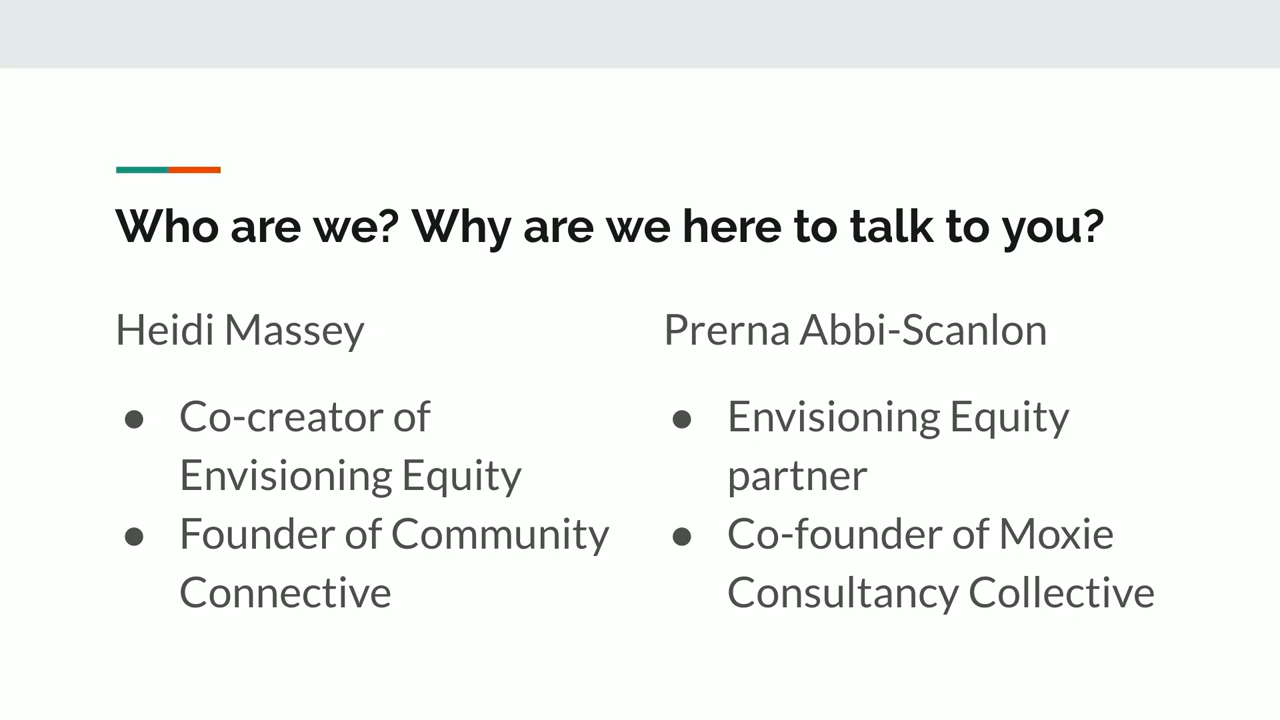 Who are we? Why are we here to talk to you?
Heidi Massey
● Co-creator of
Envisioning Equity
● Founder of Community
Connective
Prerna Abbi-Scanlon
● Envisioning Equity
partner
● Co-founder of Moxie
Consultancy Collective